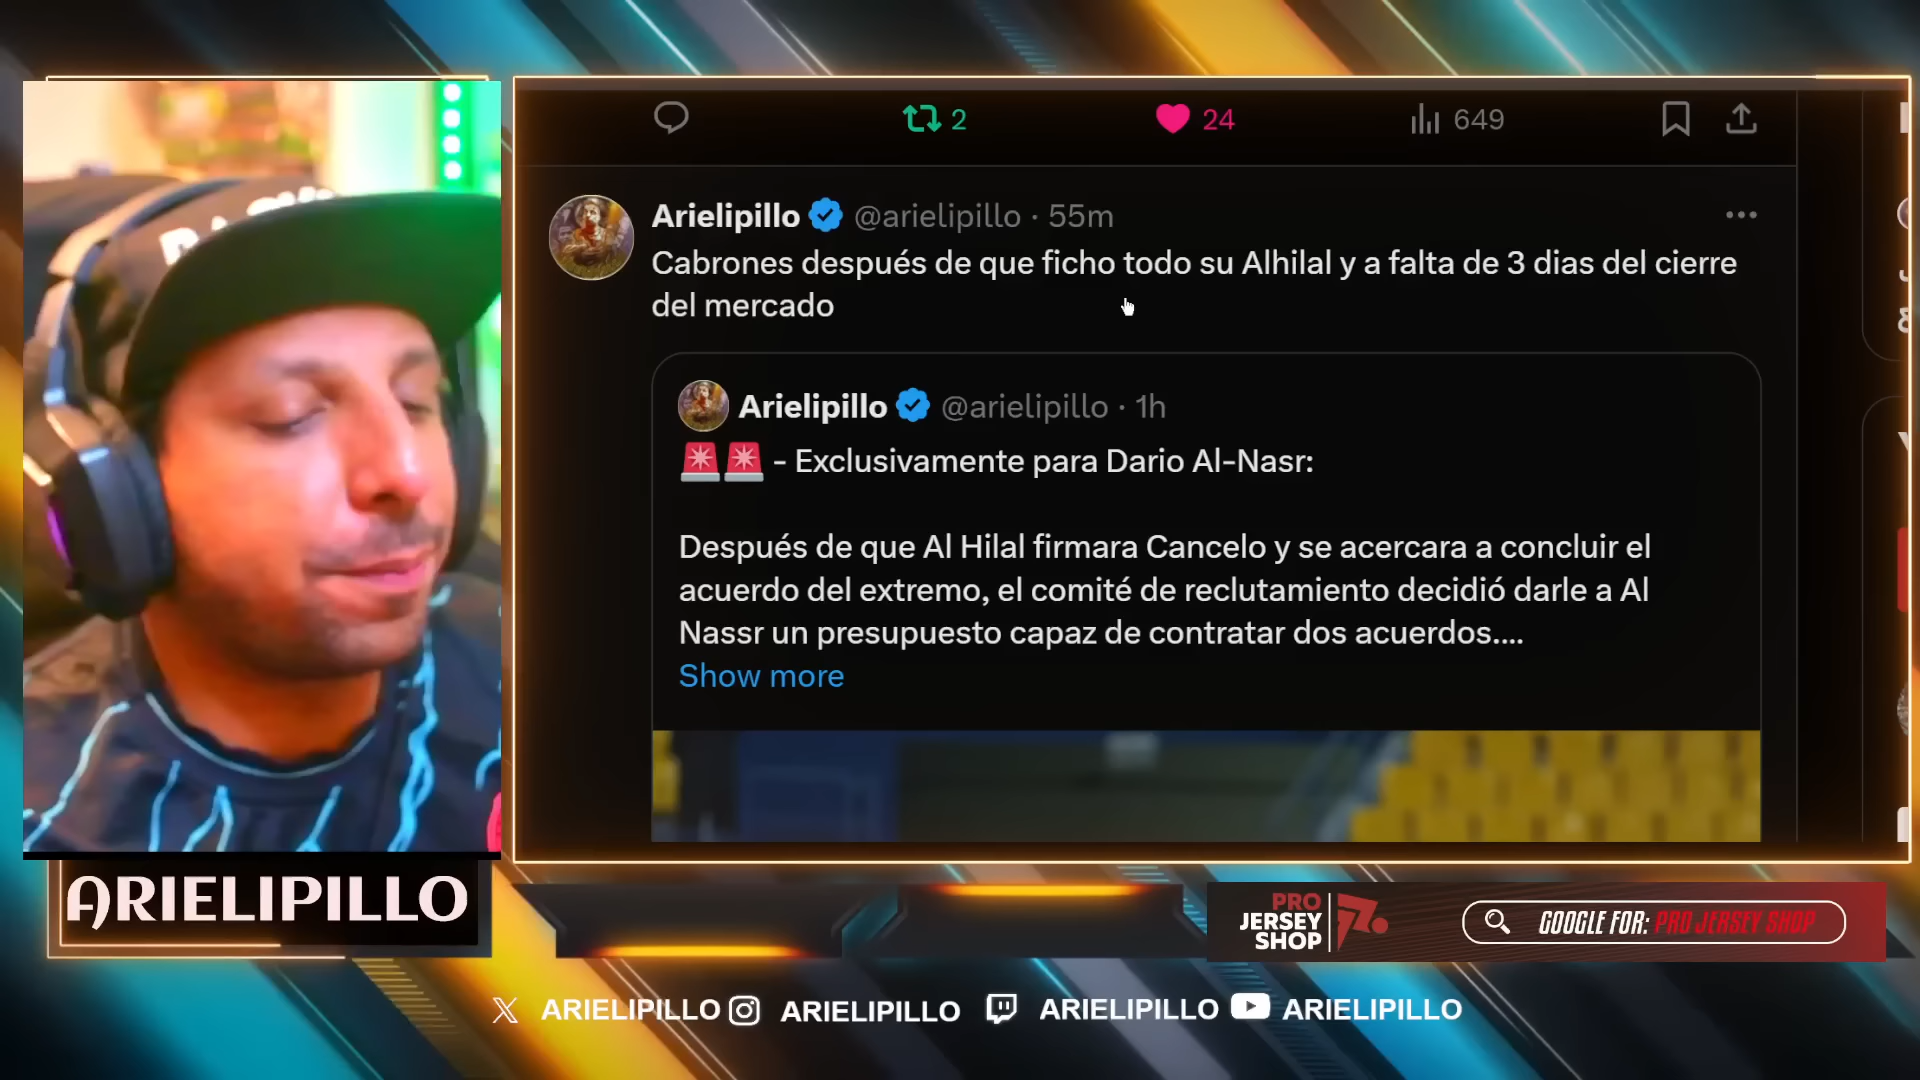 2
24
649
Arielipillo @arielipillo · 55m
Cabrones después de que ficho todo su Alhilal y a falta de 3 dias del cierre
del mercado
Arielipillo @arielipillo · 1h
🚨🚨 - Exclusivamente para Dario Al-Nasr:
Después de que Al Hilal firmara Cancelo y se acercara a concluir el
acuerdo del extremo, el comité de reclutamiento decidió darle a Al
Nassr un presupuesto capaz de contratar dos acuerdos....
Show more
ARIELIPILLO
PRO
JERSEY
SHOP
GOOGLE FOR: PRO JERSEY SHOP
ARIELIPILLO
ARIELIPILLO
ARIELIPILLO
ARIELIPILLO